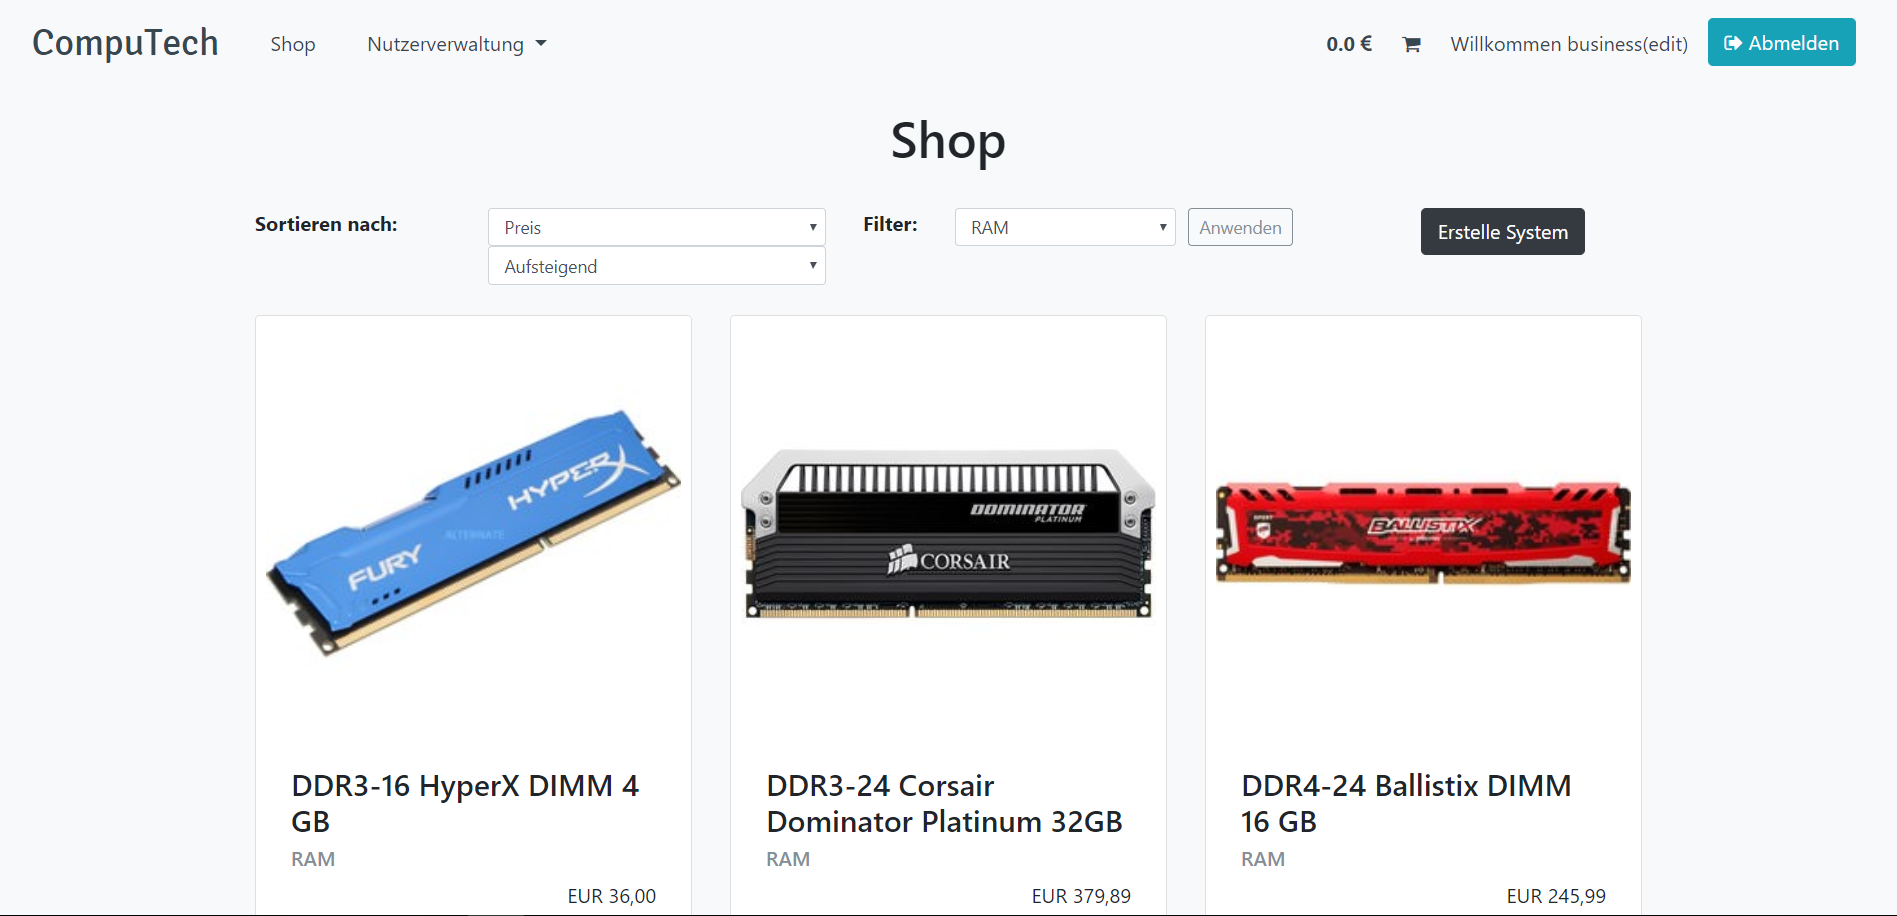 CompuTech
Shop
Nutzerverwaltung
0.0 €
Willkommen business(edit)
Abmelden
Shop
Sortieren nach:
Preis
Filter:
RAM
Anwenden
Erstelle System
Aufsteigend
HYPERX
ALTERNATE
FURY
DOMINATOR
PLATINUM
CORSAIR
SPORT
BALLISTIX
DDR3-16 HyperX DIMM 4
GB
RAM
EUR 36,00
DDR3-24 Corsair
Dominator Platinum 32GB
RAM
EUR 379,89
DDR4-24 Ballistix DIMM
16 GB
RAM
EUR 245,99